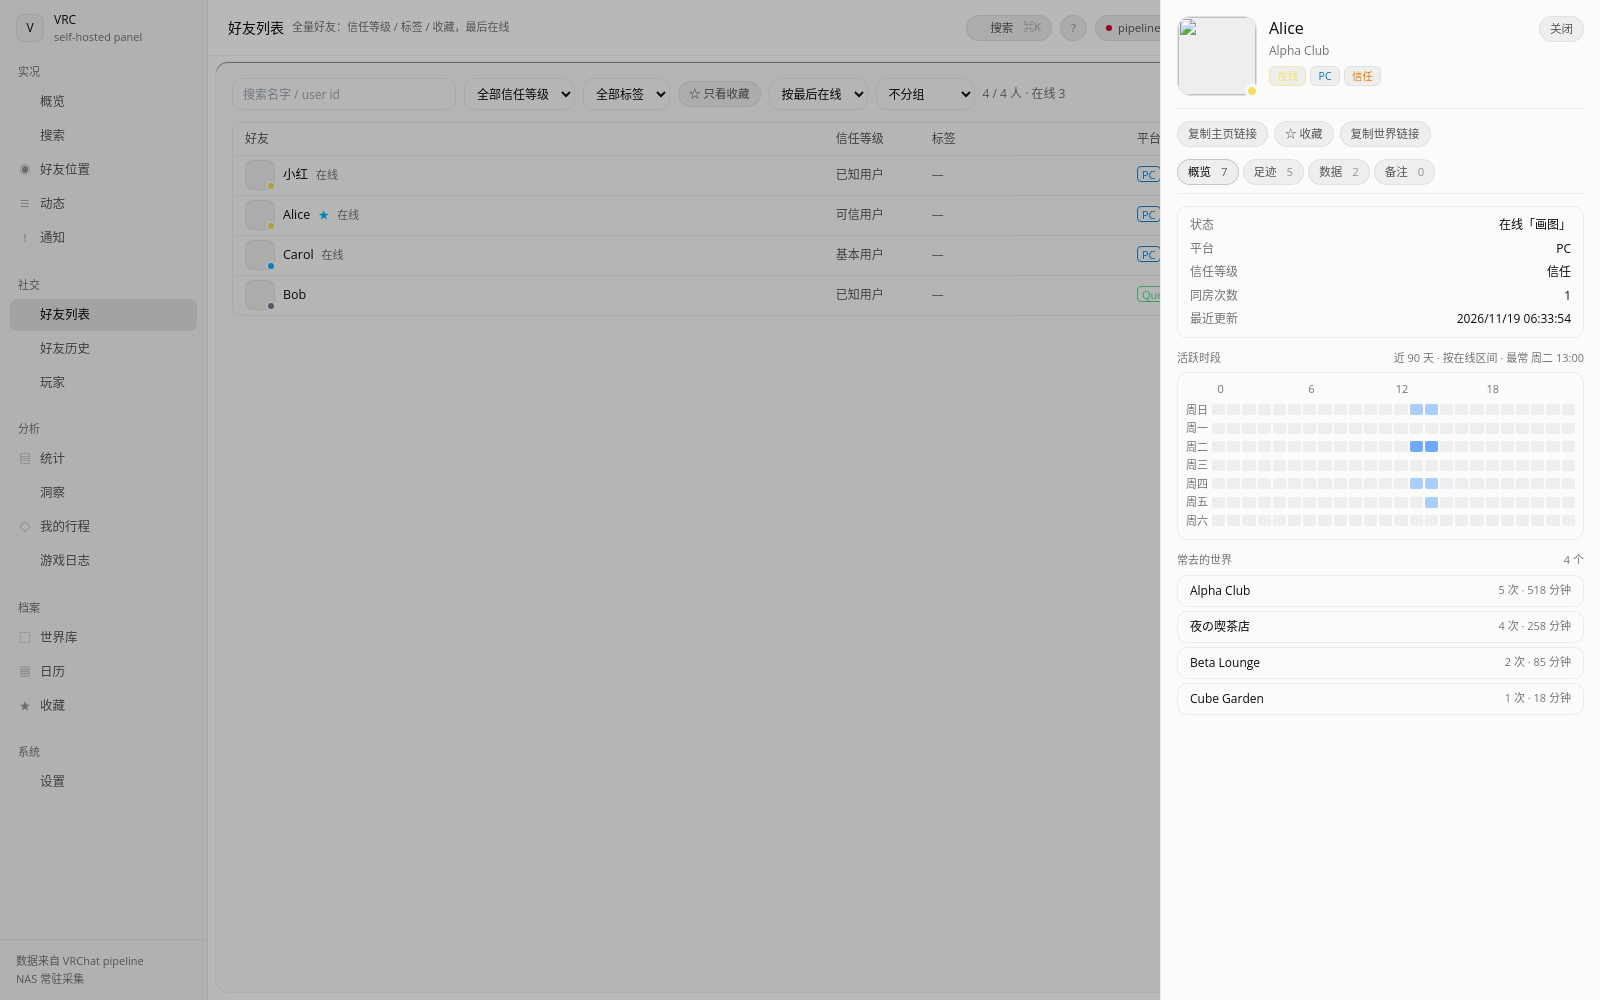 V
VRC
self-hosted panel
实况
概览
搜索
好友位置
动态
通知
社交
好友列表
好友历史
玩家
分析
统计
洞察
我的行程
游戏日志
档案
世界库
日历
收藏
系统
设置
数据来自 VRChat pipeline
NAS 常驻采集
好友列表 全量好友：信任等级 / 标签 / 收藏，最后在线
搜索 ⌘K
?
pipeline
搜索名字 / user id
全部信任等级
全部标签
☆ 只看收藏
按最后在线
不分组
4 / 4 人 · 在线 3
好友 信任等级 标签 平台
小红 在线 已知用户 — PC
Alice ★ 在线 可信用户 — PC
Carol 在线 基本用户 — PC
Bob 已知用户 — Que
Alice
Alpha Club
在线 PC 信任
关闭
复制主页链接 ☆ 收藏 复制世界链接
概览 7 足迹 5 数据 2 备注 0
状态 在线「画图」
平台 PC
信任等级 信任
同房次数 1
最近更新 2026/11/19 06:33:54
活跃时段 近 90 天 · 按在线区间 · 最常 周二 13:00
0 6 12 18
周日
周一
周二
周三
周四
周五
周六
常去的世界 4 个
Alpha Club 5 次 · 518 分钟
夜の喫茶店 4 次 · 258 分钟
Beta Lounge 2 次 · 85 分钟
Cube Garden 1 次 · 18 分钟